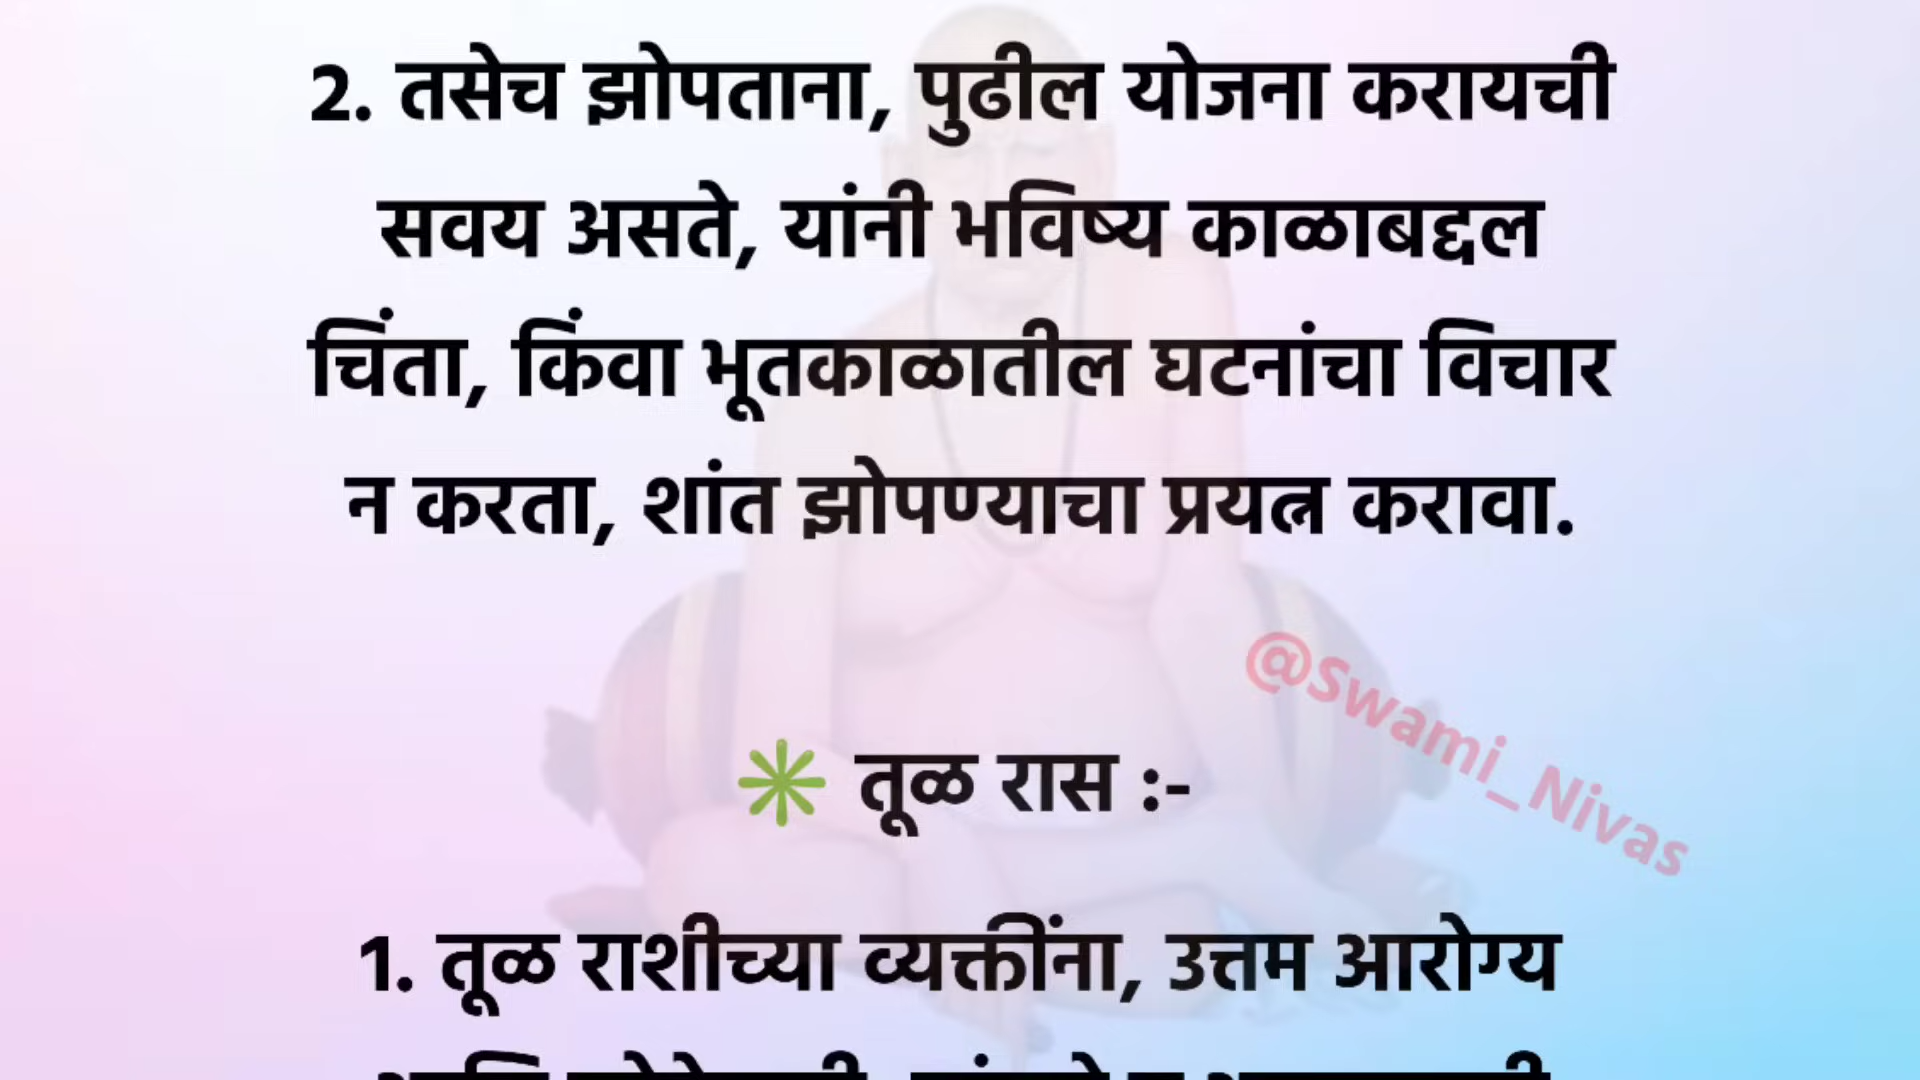 2. तसेच झोपताना, पुढील योजना करायची
सवय असते, यांनी भविष्य काळाबद्दल
चिंता, किंवा भूतकाळातील घटनांचा विचार
न करता, शांत झोपण्याचा प्रयत्न करावा.
@Swami_Nivas
✳️ तूळ रास :-
1. तूळ राशीच्या व्यक्तींना, उत्तम आरोग्य